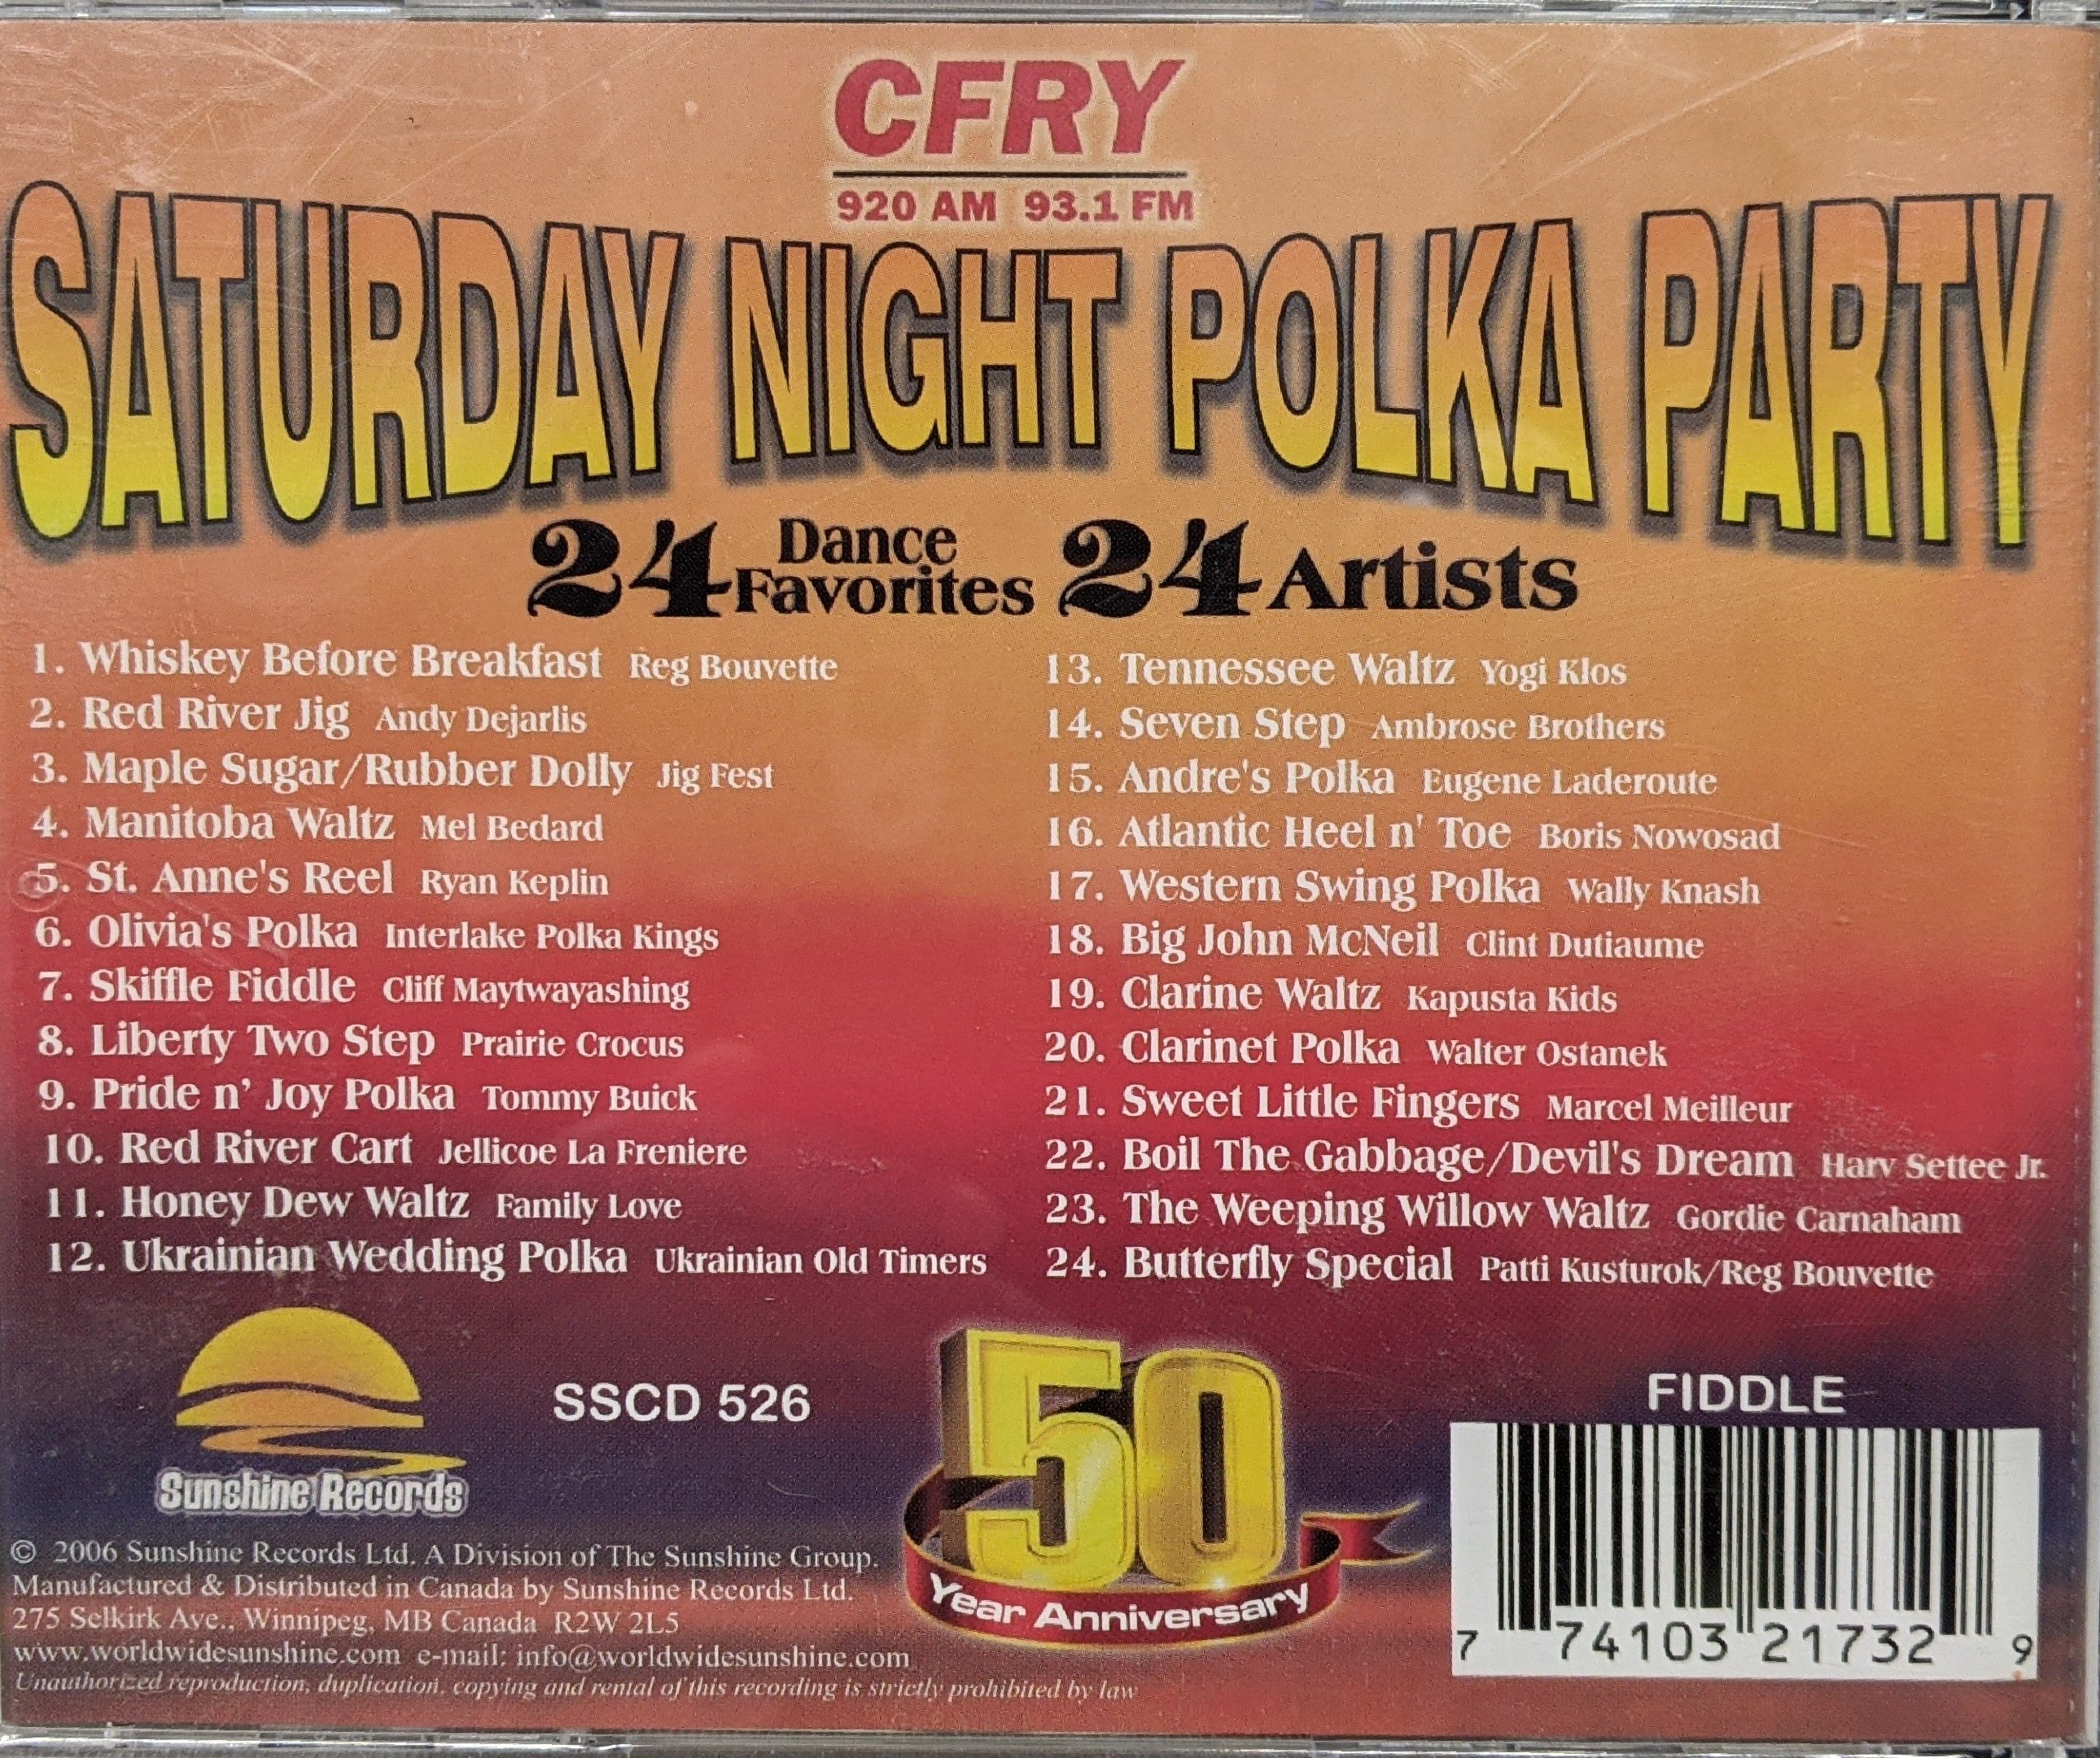 CFRY
920 AM 93.1 FM
SATURDAY NIGHT POLKA PARTY
24 Dance Favorites 24 Artists
1. Whiskey Before Breakfast Reg Bouvette
2. Red River Jig Andy Dejarlis
3. Maple Sugar/Rubber Dolly Jig Fest
4. Manitoba Waltz Mel Bedard
5. St. Anne's Reel Ryan Keplin
6. Olivia's Polka Interlake Polka Kings
7. Skiffle Fiddle Cliff Maytwayashing
8. Liberty Two Step Prairie Crocus
9. Pride n’ Joy Polka Tommy Buick
10. Red River Cart Jellicoe La Freniere
11. Honey Dew Waltz Family Love
12. Ukrainian Wedding Polka Ukrainian Old Timers
13. Tennessee Waltz Yogi Klos
14. Seven Step Ambrose Brothers
15. Andre's Polka Eugene Laderoute
16. Atlantic Heel n' Toe Boris Nowosad
17. Western Swing Polka Wally Knash
18. Big John McNeil Clint Dutiaume
19. Clarine Waltz Kapusta Kids
20. Clarinet Polka Walter Ostanek
21. Sweet Little Fingers Marcel Meilleur
22. Boil The Gabbage/Devil's Dream Harv Settee Jr.
23. The Weeping Willow Waltz Gordie Carnaham
24. Butterfly Special Patti Kusturok/Reg Bouvette
Sunshine Records
SSCD 526
50
Year Anniversary
FIDDLE
7 74103 21732 9
© 2006 Sunshine Records Ltd. A Division of The Sunshine Group.
Manufactured & Distributed in Canada by Sunshine Records Ltd.
275 Selkirk Ave., Winnipeg, MB Canada R2W 2L5
www.worldwidesunshine.com e-mail: info@worldwidesunshine.com
Unauthorized reproduction, duplication, copying and rental of this recording is strictly prohibited by law